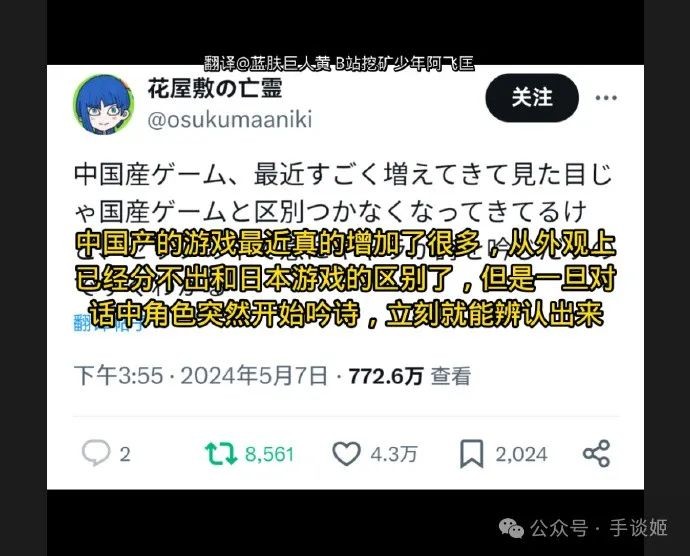 翻译@蓝肤巨人黄 B站挖矿少年阿飞匡
花屋敷の亡霊
关注
@osukumaaniki
中国産ゲーム、最近すごく増えてきて見た目じ
ゃ国産ゲームと区別つかなくなってきてるけ
中国产的游戏最近真的增加了很多，从外观上
已经分不出和日本游戏的区别了，但是一旦对
话中角色突然开始吟诗，立刻就能辨认出来
下午3:55 · 2024年5月7日 · 772.6万 查看
2
8,561
4.3万
2,024
公众号 · 手谈姬